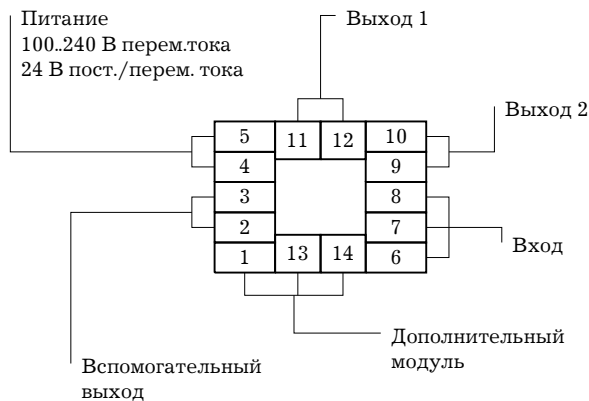 Питание
100..240 В перем.тока
24 В пост./перем. тока
Выход 1
Выход 2
5
11
12
10
4
9
3
8
2
7
1
13
14
6
Вход
Дополнительный
модуль
Вспомогательный
выход